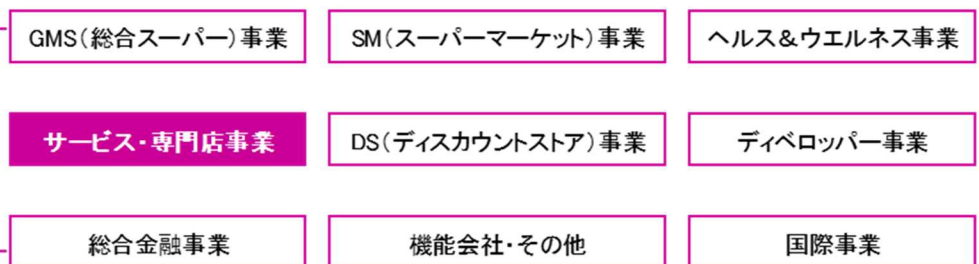 GMS(総合スーパー)事業
SM(スーパーマーケット)事業
ヘルス&ウエルネス事業
サービス・専門店事業
DS(ディスカウントストア)事業
ディベロッパー事業
総合金融事業
機能会社・その他
国際事業